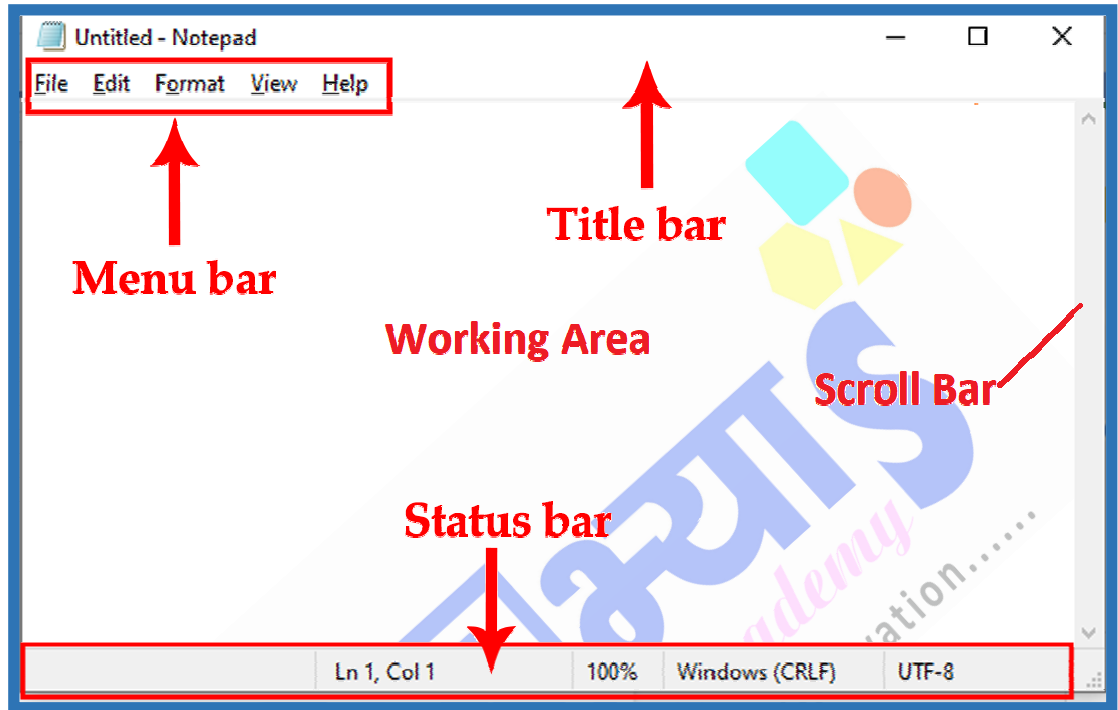 Untitled - Notepad
File Edit Format View Help
Title bar
Menu bar
Working Area
Scroll Bar
Status bar
Ln 1, Col 1 100% Windows (CRLF) UTF-8